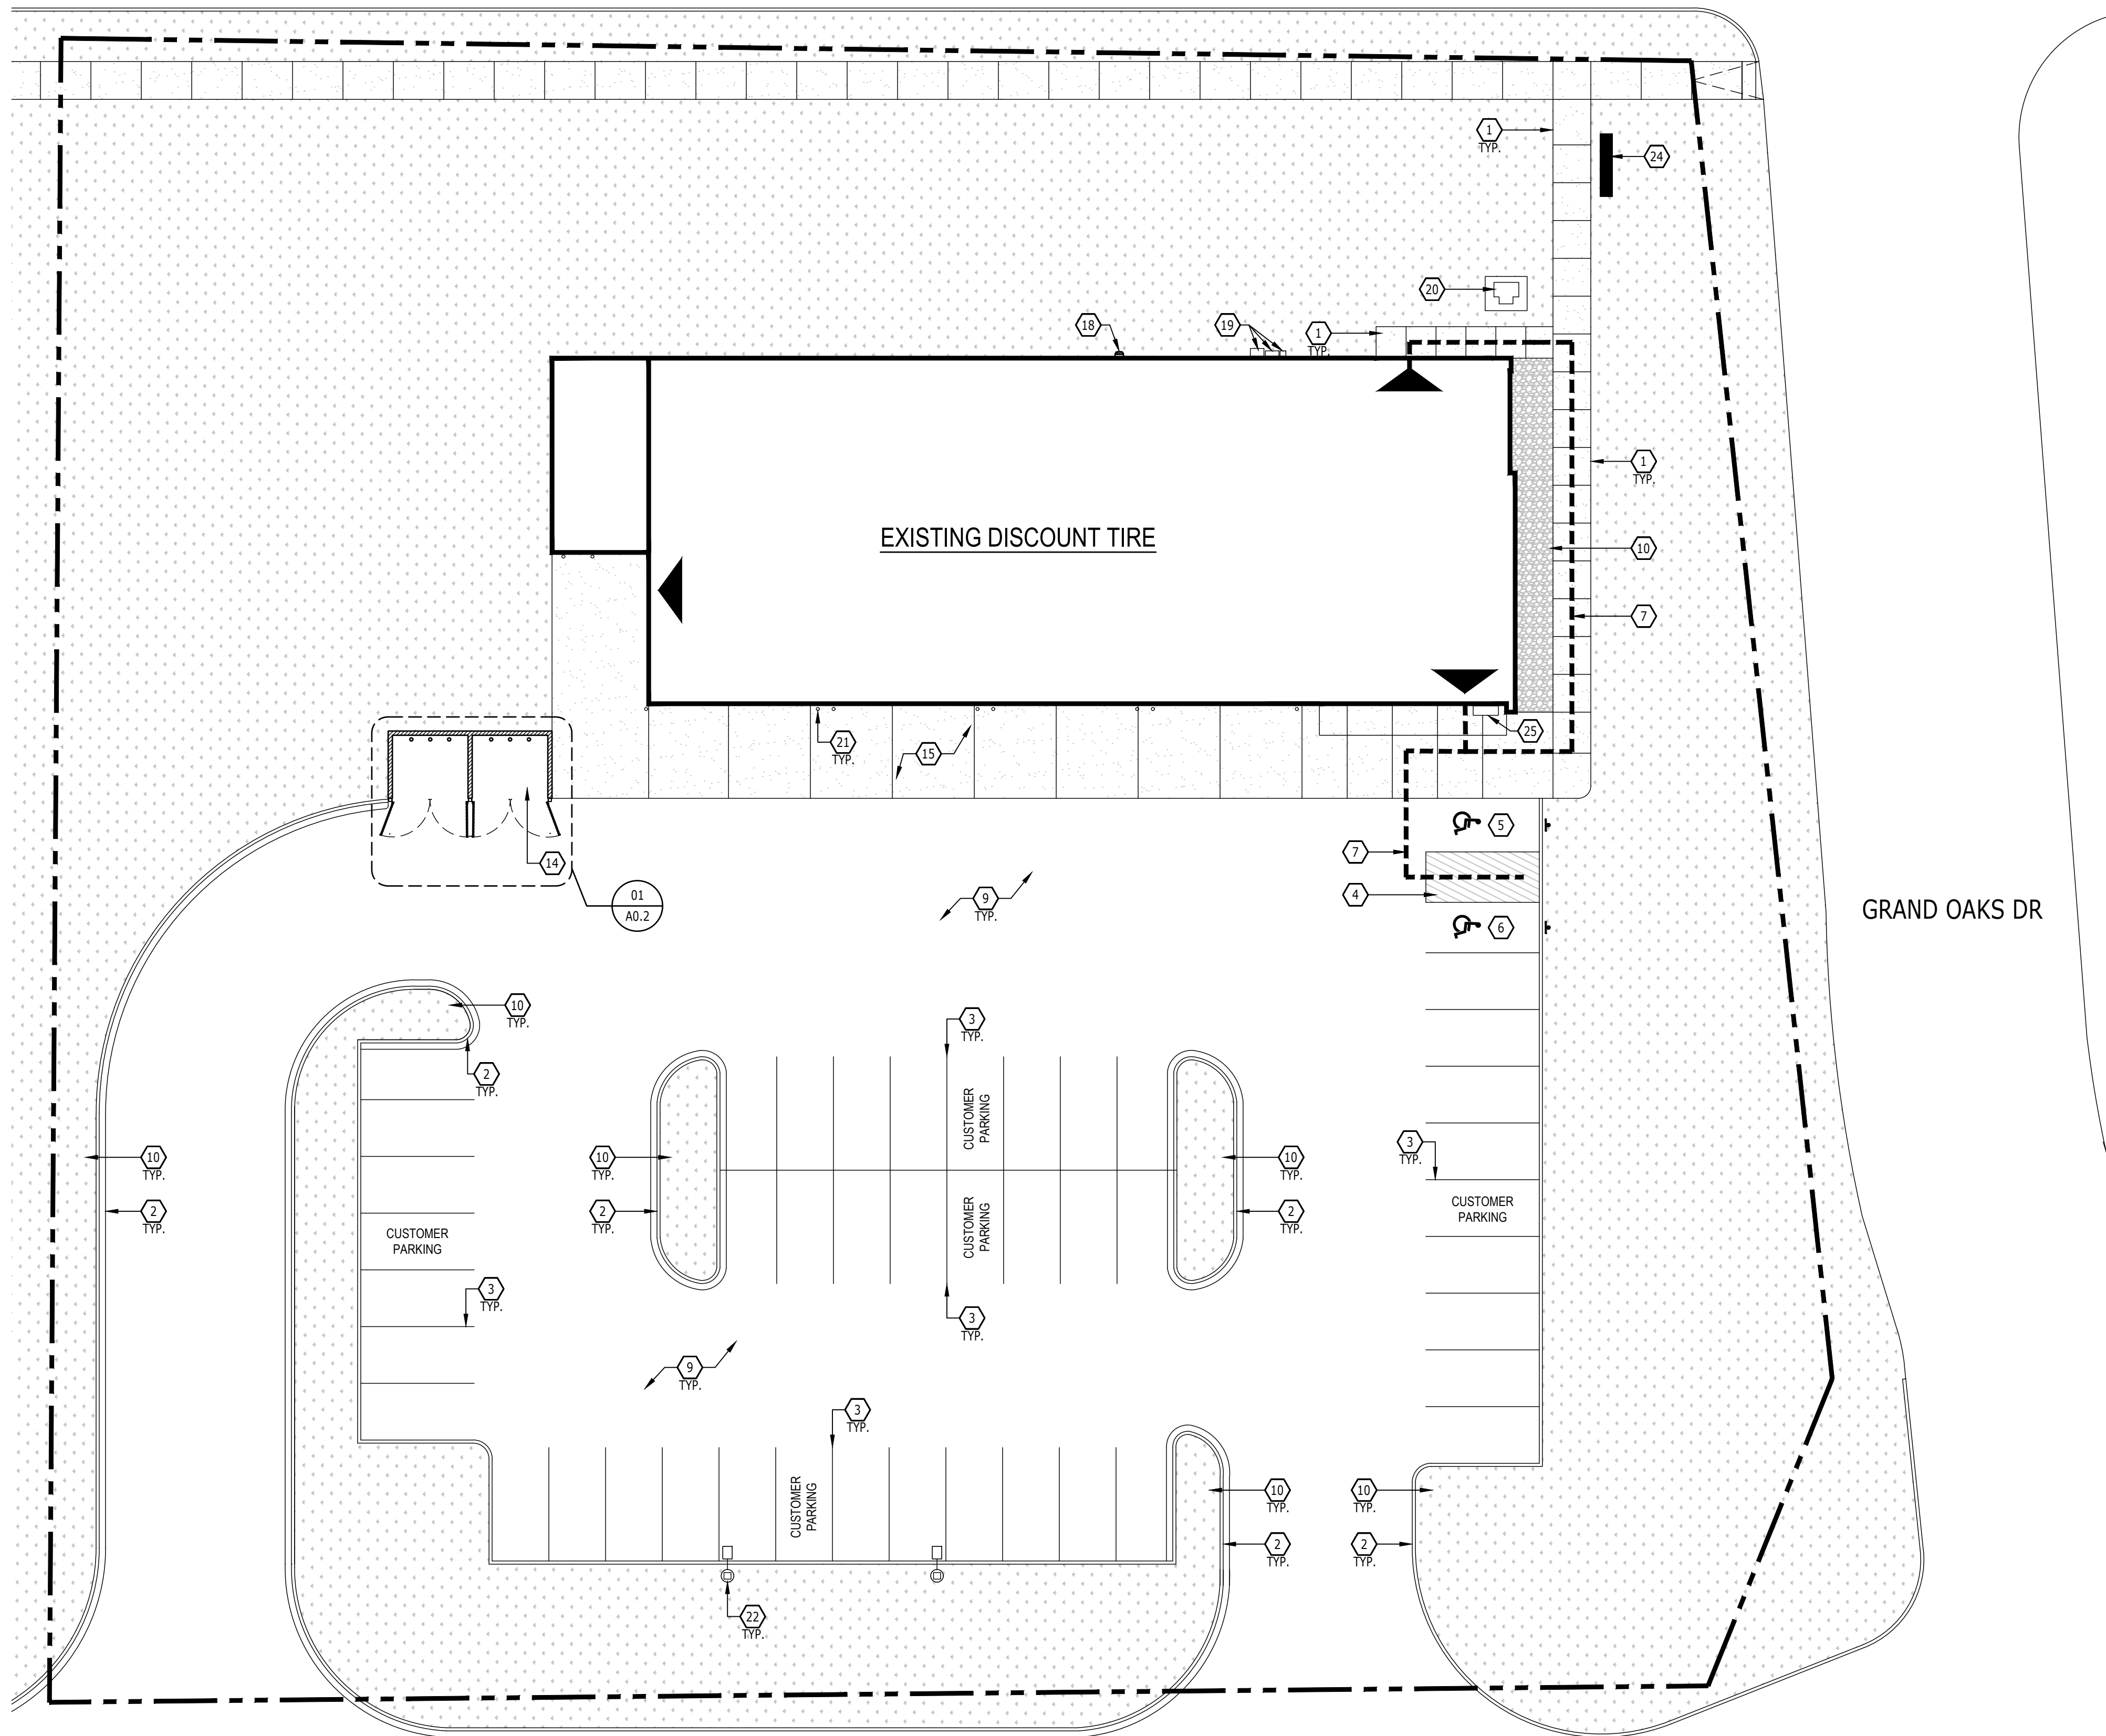 1
TYP.
24
20
18
19
1
TYP.
1
TYP.
EXISTING DISCOUNT TIRE
10
7
25
21
TYP.
15
5
7
14
4
01
A0.2
9
TYP.
6
GRAND OAKS DR
10
TYP.
3
TYP.
2
TYP.
CUSTOMER
PARKING
3
TYP.
10
TYP.
10
TYP.
10
TYP.
2
TYP.
2
TYP.
2
TYP.
CUSTOMER
PARKING
CUSTOMER
PARKING
CUSTOMER
PARKING
3
TYP.
3
TYP.
9
TYP.
3
TYP.
CUSTOMER
PARKING
10
TYP.
10
TYP.
2
TYP.
2
TYP.
22
TYP.